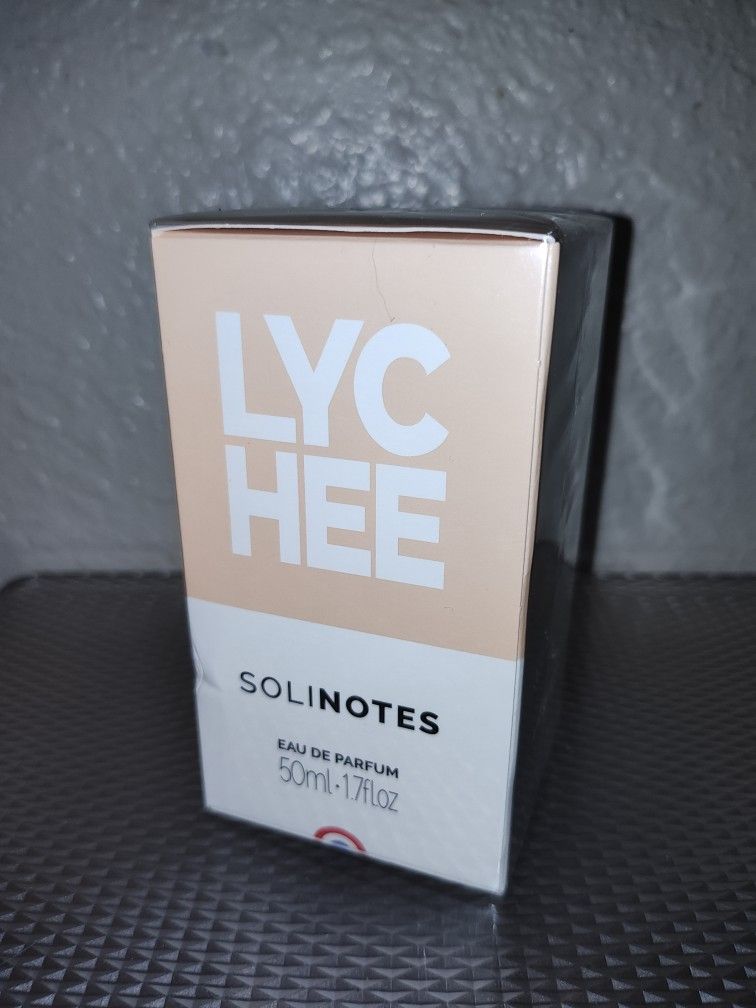 LYC
HEE
SOLINOTES
EAU DE PARFUM
50ml·1.7fl.oz